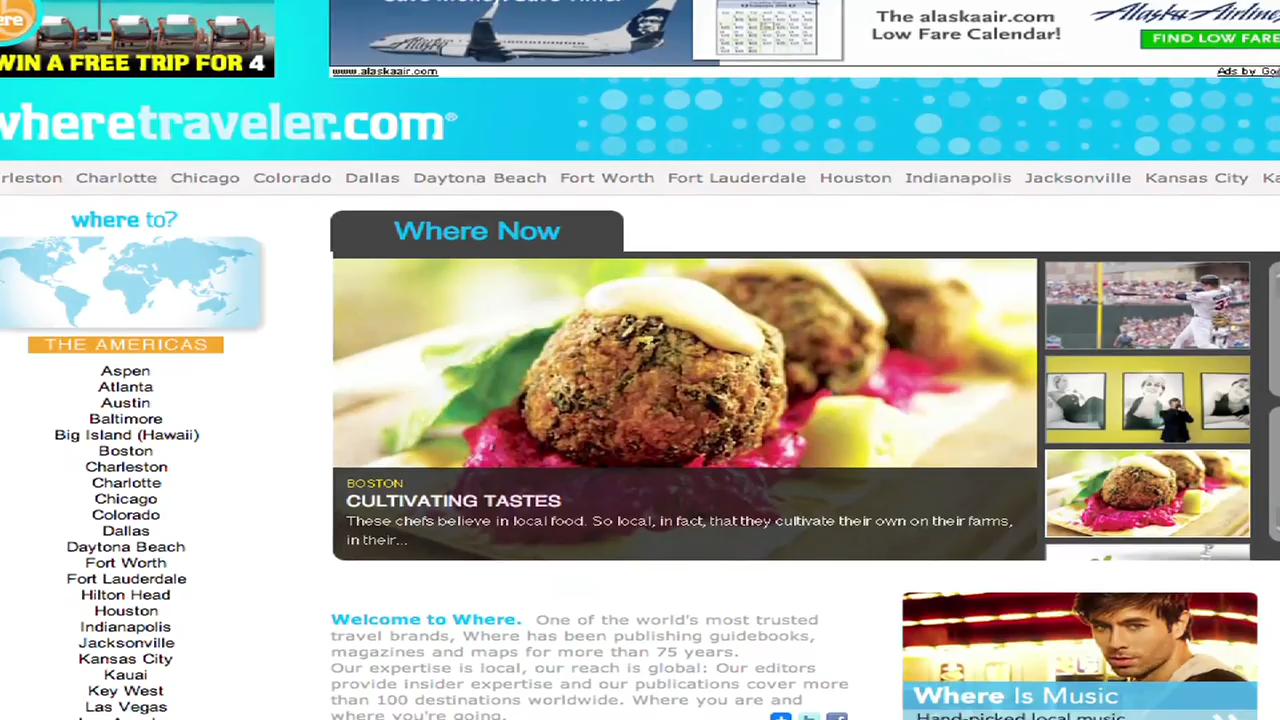 ere
WIN A FREE TRIP FOR 4
The alaskaair.com
Low Fare Calendar!
Alaska Airline
FIND LOW FARE
www.alaskaair.com
Ads by Go
wheretraveler.com®
rleston Charlotte Chicago Colorado Dallas Daytona Beach Fort Worth Fort Lauderdale Houston Indianapolis Jacksonville Kansas City Ka
where to?
THE AMERICAS
Aspen
Atlanta
Austin
Baltimore
Big Island (Hawaii)
Boston
Charleston
Charlotte
Chicago
Colorado
Dallas
Daytona Beach
Fort Worth
Fort Lauderdale
Hilton Head
Houston
Indianapolis
Jacksonville
Kansas City
Kauai
Key West
Las Vegas
Where Now
BOSTON
CULTIVATING TASTES
These chefs believe in local food. So local, in fact, that they cultivate their own on their farms,
in their...
Welcome to Where. One of the world's most trusted
travel brands, Where has been publishing guidebooks,
magazines and maps for more than 75 years.
Our expertise is local, our reach is global: Our editors
provide insider expertise and our publications cover more
than 100 destinations worldwide. Where you are and
where you're going.
Where Is Music
Hand-picked local music